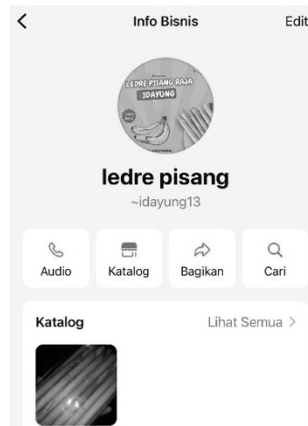 Info Bisnis
Edit
LEDRE PISANG RAJA
IDAYUNG
ledre pisang
~idayung13
Audio
Katalog
Bagikan
Cari
Katalog
Lihat Semua